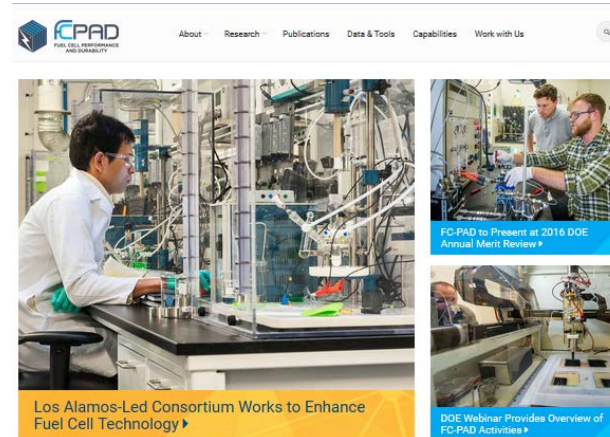 FCPAD
FUEL CELL PERFORMANCE
AND DURABILITY
About
Research
Publications
Data & Tools
Capabilities
Work with Us
Los Alamos-Led Consortium Works to Enhance
Fuel Cell Technology
FC-PAD to Present at 2016 DOE
Annual Merit Review
DOE Webinar Provides Overview of
FC-PAD Activities